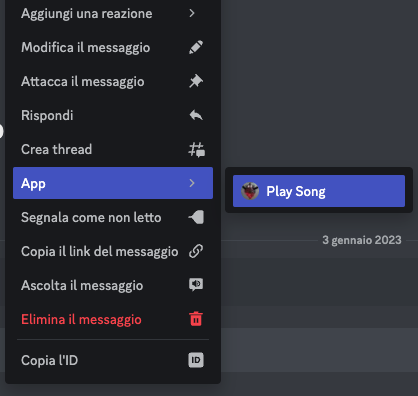 Aggiungi una reazione
Modifica il messaggio
Attacca il messaggio
Rispondi
Crea thread
App
Play Song
Segnala come non letto
3 gennaio 2023
Copia il link del messaggio
Ascolta il messaggio
Elimina il messaggio
Copia l'ID
ID